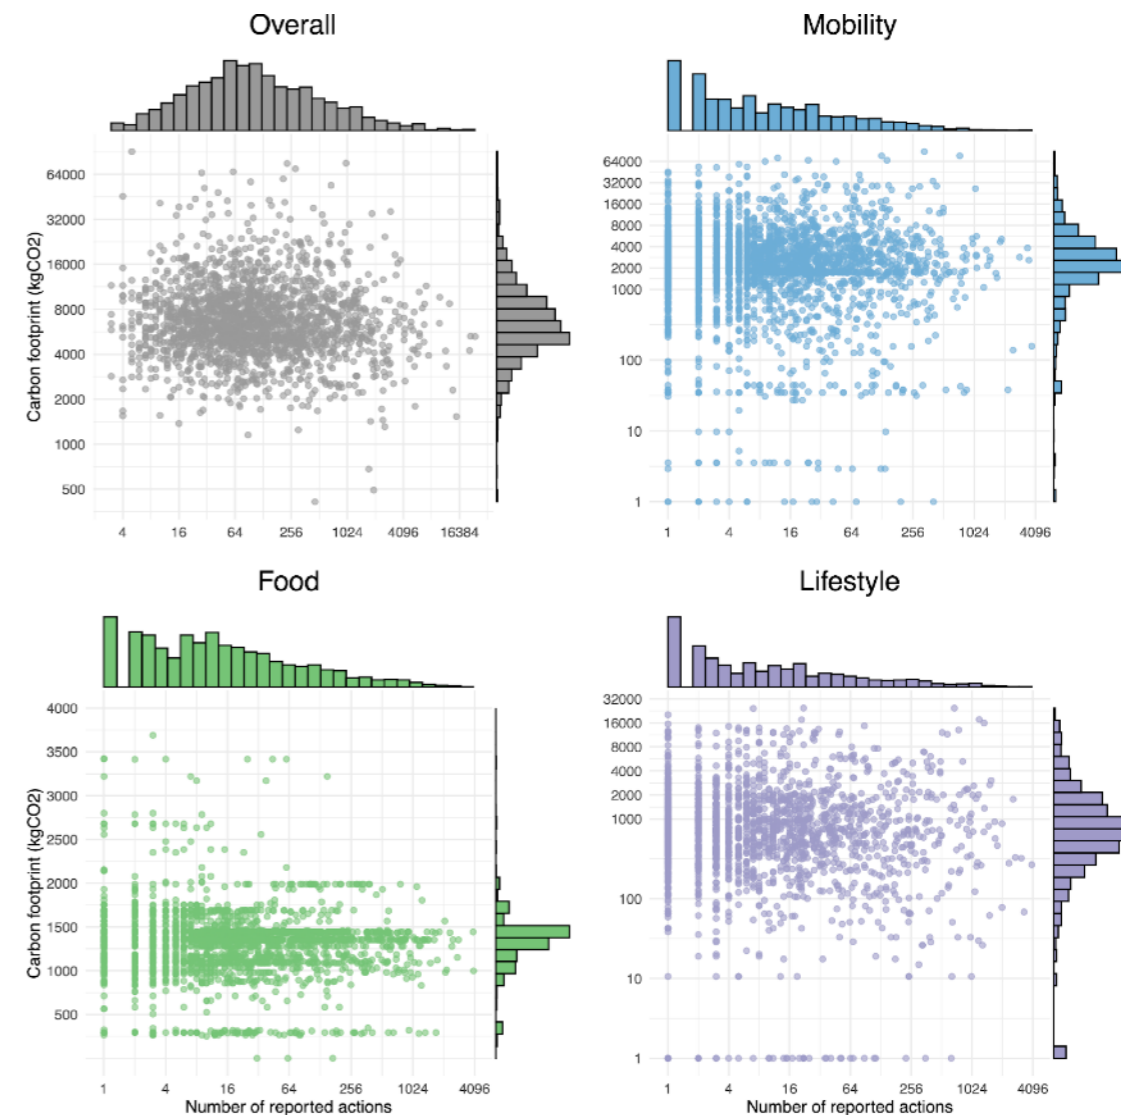 Overall
Carbon footprint (kgCO2)
64000
32000
16000
8000
4000
2000
1000
500
4 16 64 256 1024 4096 16384
Mobility
64000
32000
16000
8000
4000
2000
1000
100
10
1
1 4 16 64 256 1024 4096
Food
Carbon footprint (kgCO2)
4000
3500
3000
2500
2000
1500
1000
500
1 4 16 64 256 1024 4096
Number of reported actions
Lifestyle
32000
16000
8000
4000
2000
1000
100
10
1
1 4 16 64 256 1024 4096
Number of reported actions